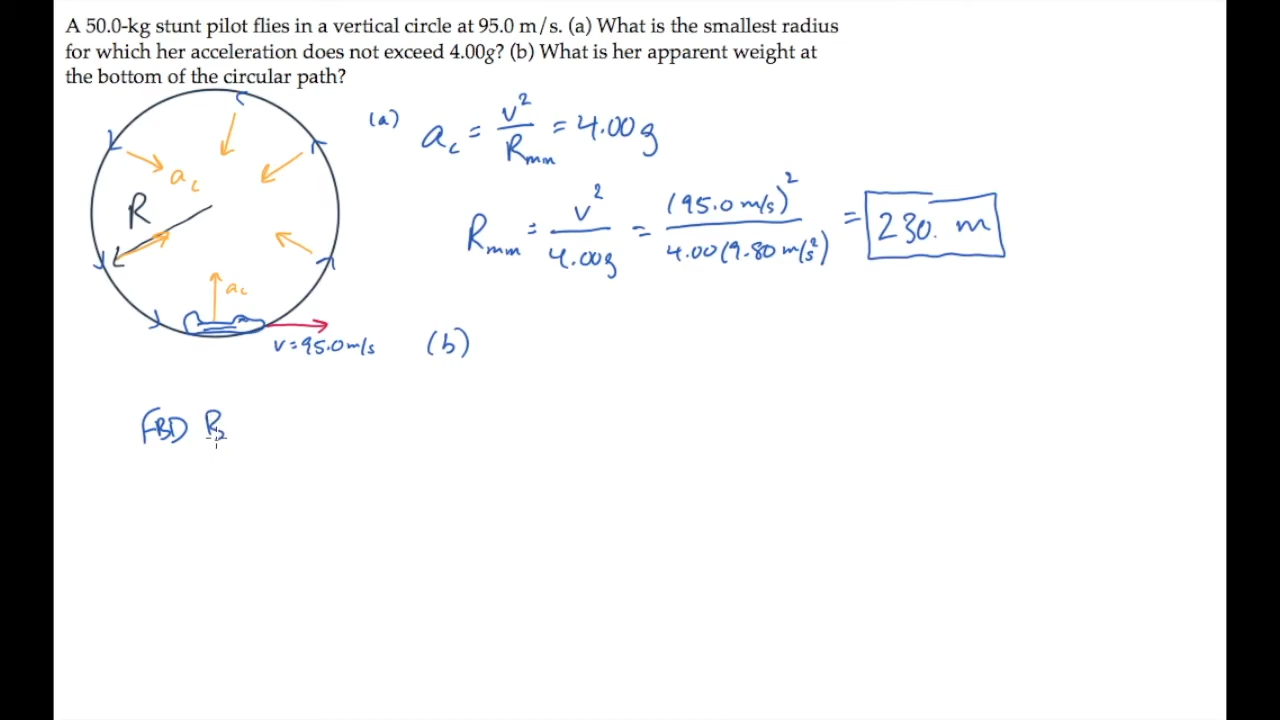 A 50.0-kg stunt pilot flies in a vertical circle at 95.0 m/s. (a) What is the smallest radius
for which her acceleration does not exceed 4.00g? (b) What is her apparent weight at
the bottom of the circular path?
(a) a_c = v²/R_min = 4.00g
a_c
R
R_min = v²/4.00g = (95.0 m/s)²/4.00(9.80 m/s²) = 230. m
a_c
v=95.0m/s
(b)
FBD